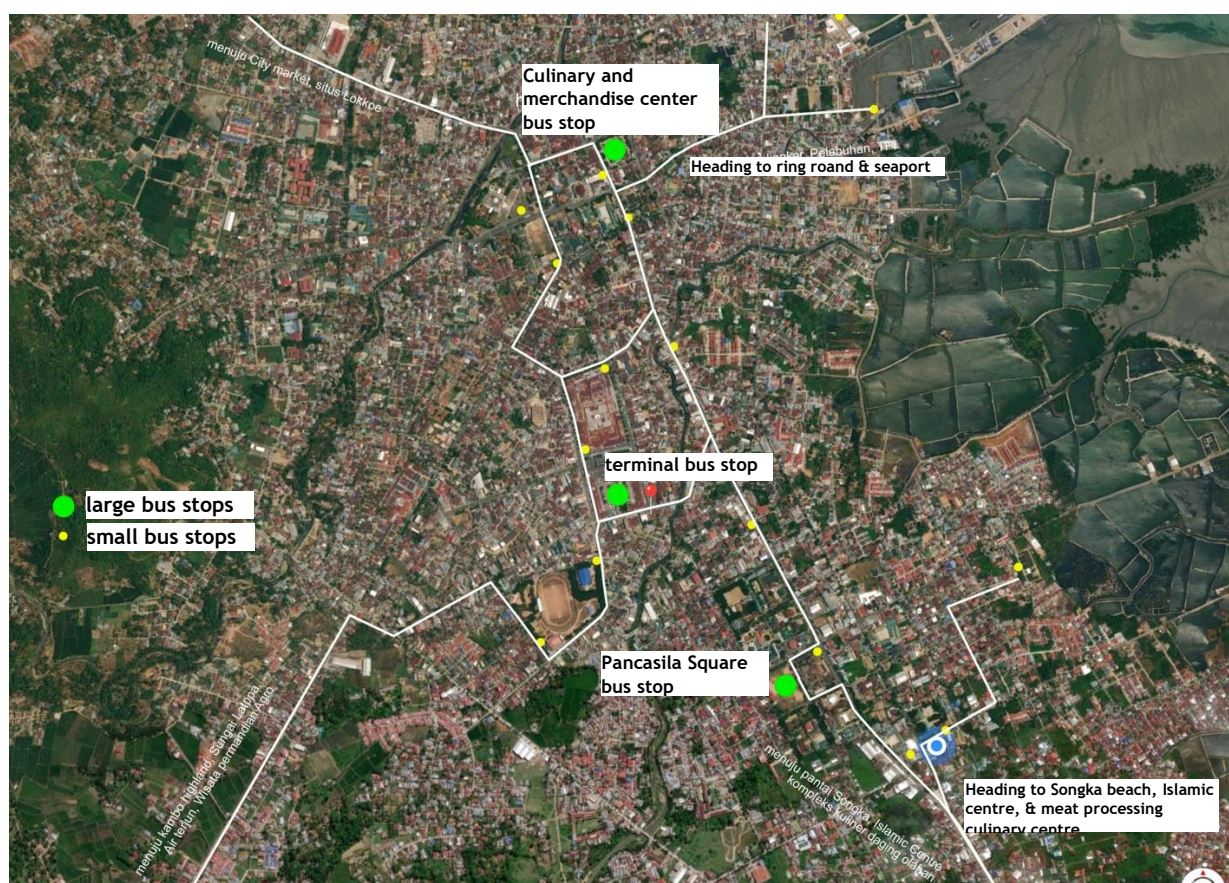 menuju City market, situs Lokkoe
Culinary and
merchandise center
bus stop
Pelabuhan, TPI
Heading to ring roand & seaport
terminal bus stop
large bus stops
small bus stops
Pancasila Square
bus stop
menuju kambo highland, Sungai Latppa,
Air terjun, Wisata permandian Agro
menuju pantai Songka, Islamic Centre
kompleks kuliner daging olahan
Heading to Songka beach, Islamic
centre, & meat processing
culinary centre